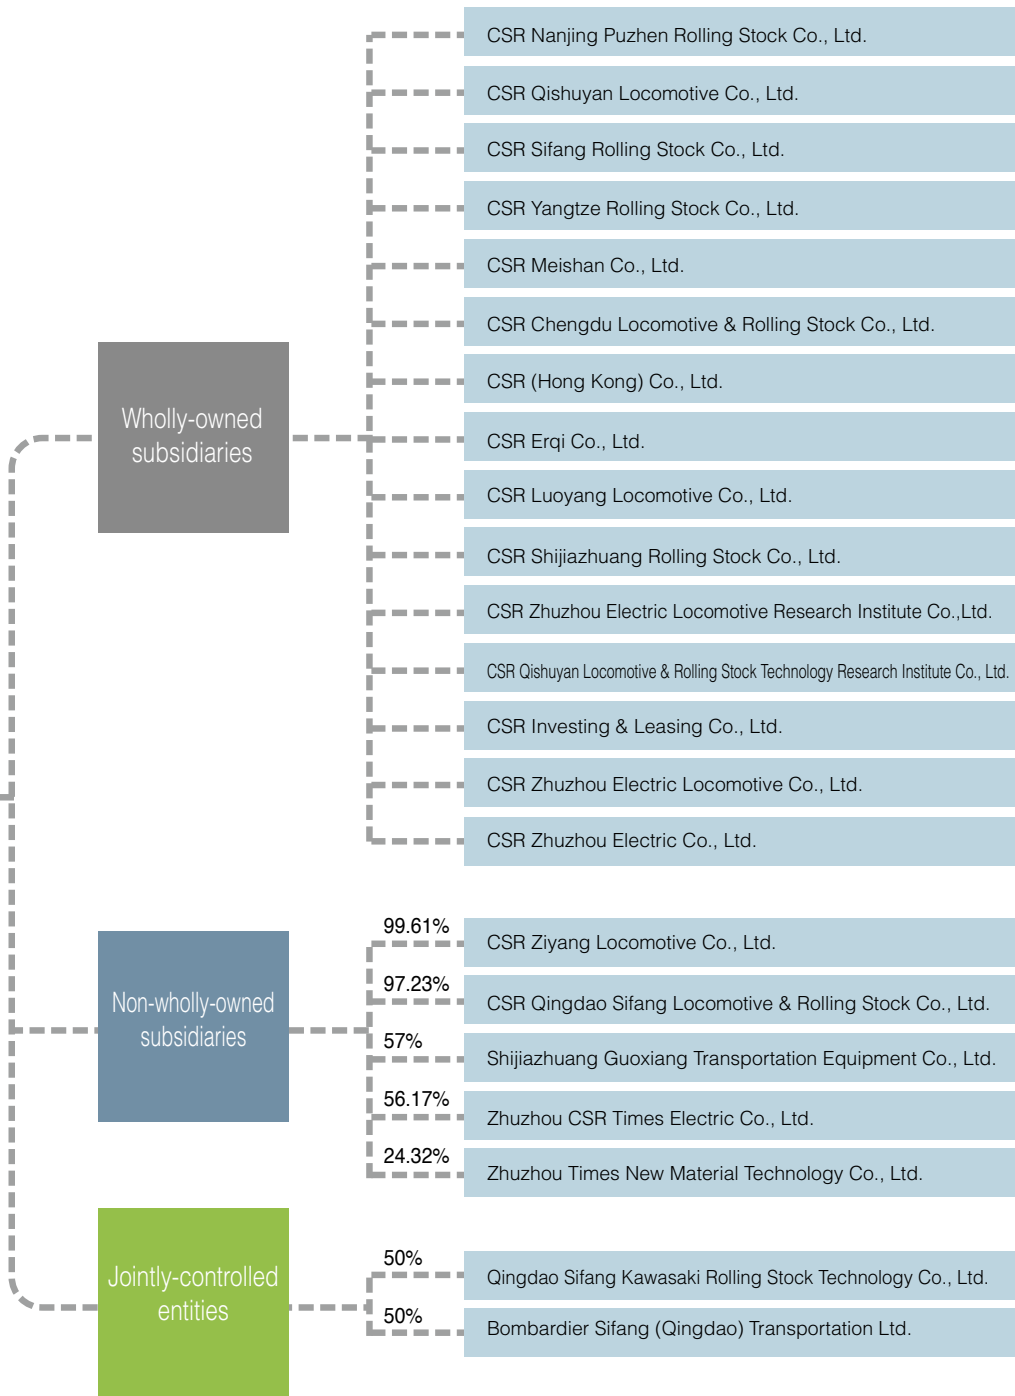 CSR Nanjing Puzhen Rolling Stock Co., Ltd.
CSR Qishuyan Locomotive Co., Ltd.
CSR Sifang Rolling Stock Co., Ltd.
CSR Yangtze Rolling Stock Co., Ltd.
CSR Meishan Co., Ltd.
CSR Chengdu Locomotive & Rolling Stock Co., Ltd.
CSR (Hong Kong) Co., Ltd.
Wholly-owned
subsidiaries
CSR Erqi Co., Ltd.
CSR Luoyang Locomotive Co., Ltd.
CSR Shijiazhuang Rolling Stock Co., Ltd.
CSR Zhuzhou Electric Locomotive Research Institute Co.,Ltd.
CSR Qishuyan Locomotive & Rolling Stock Technology Research Institute Co., Ltd.
CSR Investing & Leasing Co., Ltd.
CSR Zhuzhou Electric Locomotive Co., Ltd.
CSR Zhuzhou Electric Co., Ltd.
Non-wholly-owned
subsidiaries
99.61%
CSR Ziyang Locomotive Co., Ltd.
97.23%
CSR Qingdao Sifang Locomotive & Rolling Stock Co., Ltd.
57%
Shijiazhuang Guoxiang Transportation Equipment Co., Ltd.
56.17%
Zhuzhou CSR Times Electric Co., Ltd.
24.32%
Zhuzhou Times New Material Technology Co., Ltd.
Jointly-controlled
entities
50%
Qingdao Sifang Kawasaki Rolling Stock Technology Co., Ltd.
50%
Bombardier Sifang (Qingdao) Transportation Ltd.